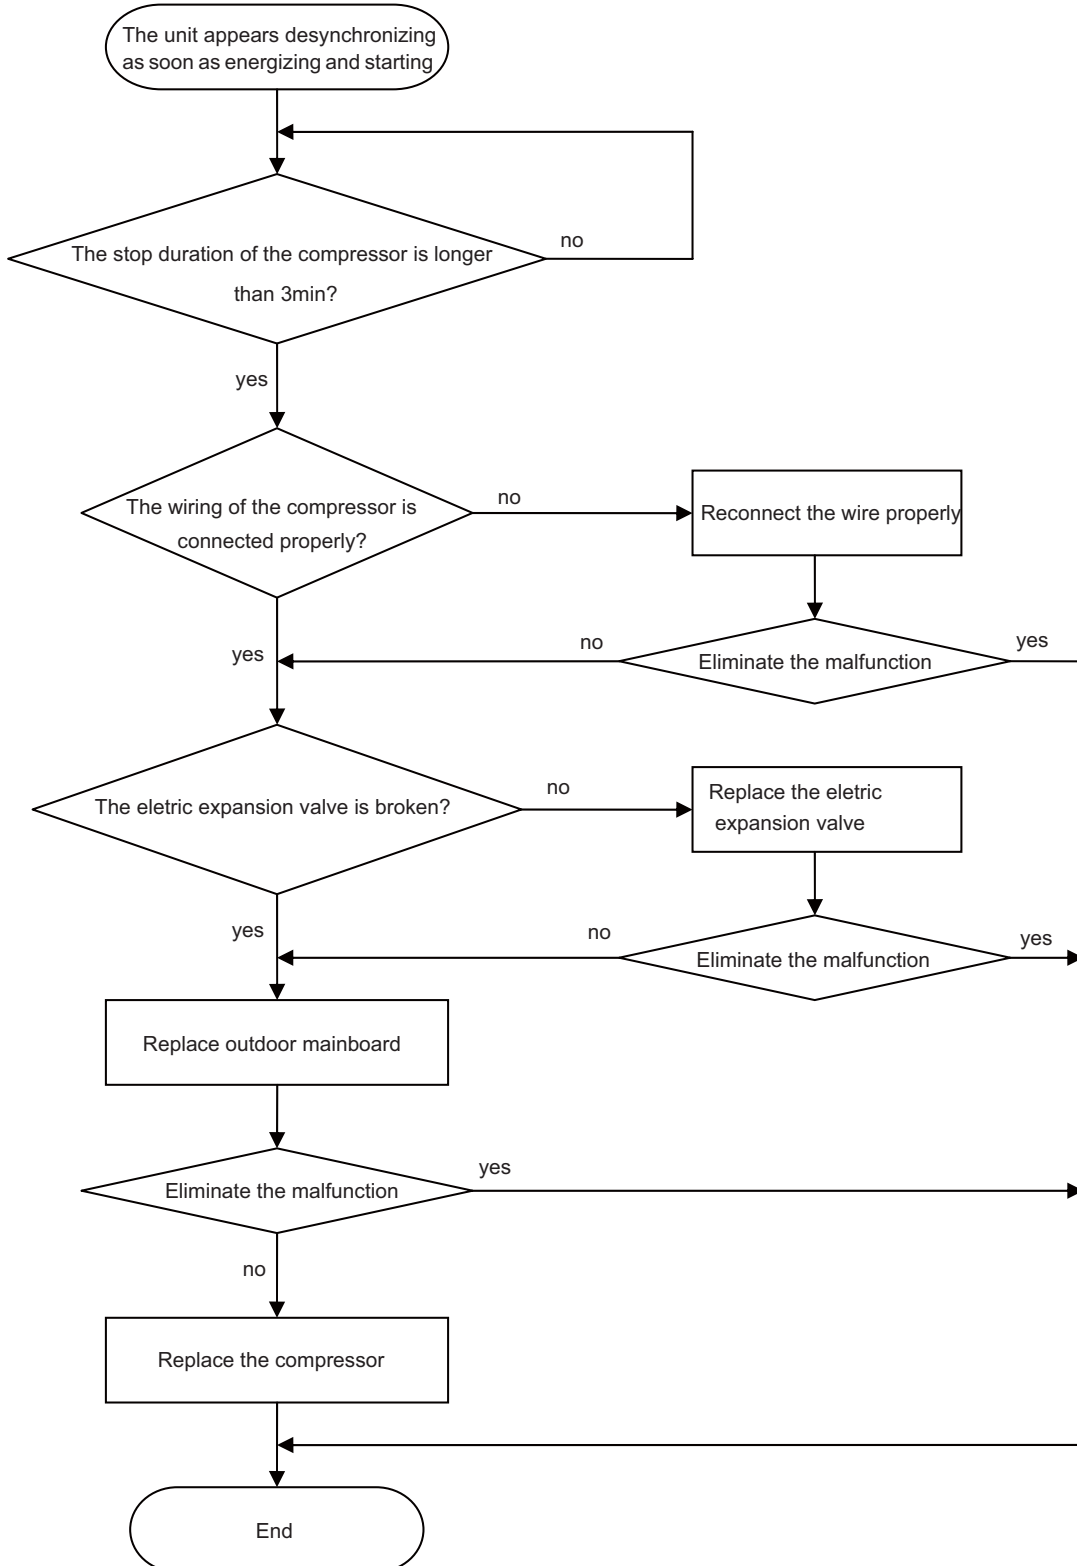 The unit appears desynchronizing
as soon as energizing and starting
The stop duration of the compressor is longer
than 3min?
no
yes
The wiring of the compressor is
connected properly?
no
Reconnect the wire properly
yes
no
Eliminate the malfunction
yes
The eletric expansion valve is broken?
no
Replace the eletric
expansion valve
yes
no
Eliminate the malfunction
yes
Replace outdoor mainboard
Eliminate the malfunction
yes
no
Replace the compressor
End